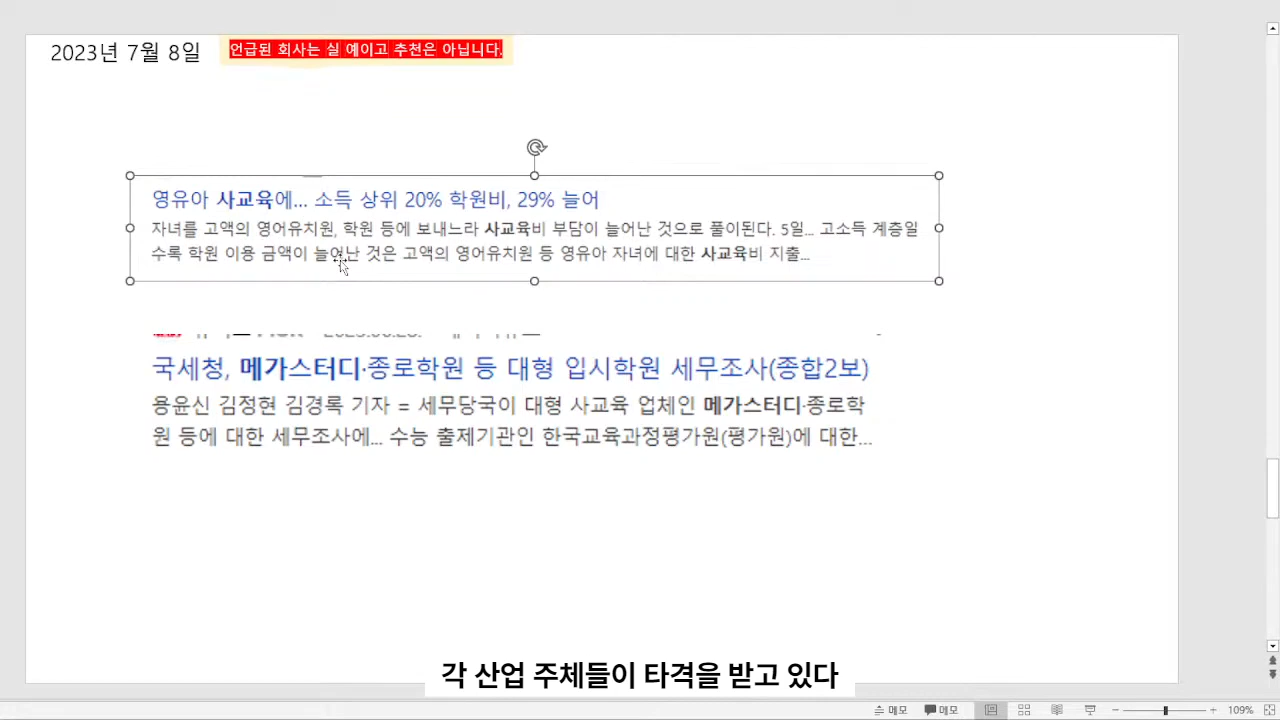 2023년 7월 8일
언급된 회사는 실 예이고 추천은 아닙니다.
영유아 사교육에... 소득 상위 20% 학원비, 29% 늘어
자녀를 고액의 영어유치원, 학원 등에 보내느라 사교육비 부담이 늘어난 것으로 풀이된다. 5일... 고소득 계층일
수록 학원 이용 금액이 늘어난 것은 고액의 영어유치원 등 영유아 자녀에 대한 사교육비 지출...
국세청, 메가스터디·종로학원 등 대형 입시학원 세무조사(종합2보)
용윤신 김정현 김경록 기자 = 세무당국이 대형 사교육 업체인 메가스터디·종로학
원 등에 대한 세무조사에... 수능 출제기관인 한국교육과정평가원(평가원)에 대한...
각 산업 주체들이 타격을 받고 있다
메모 메모 109%